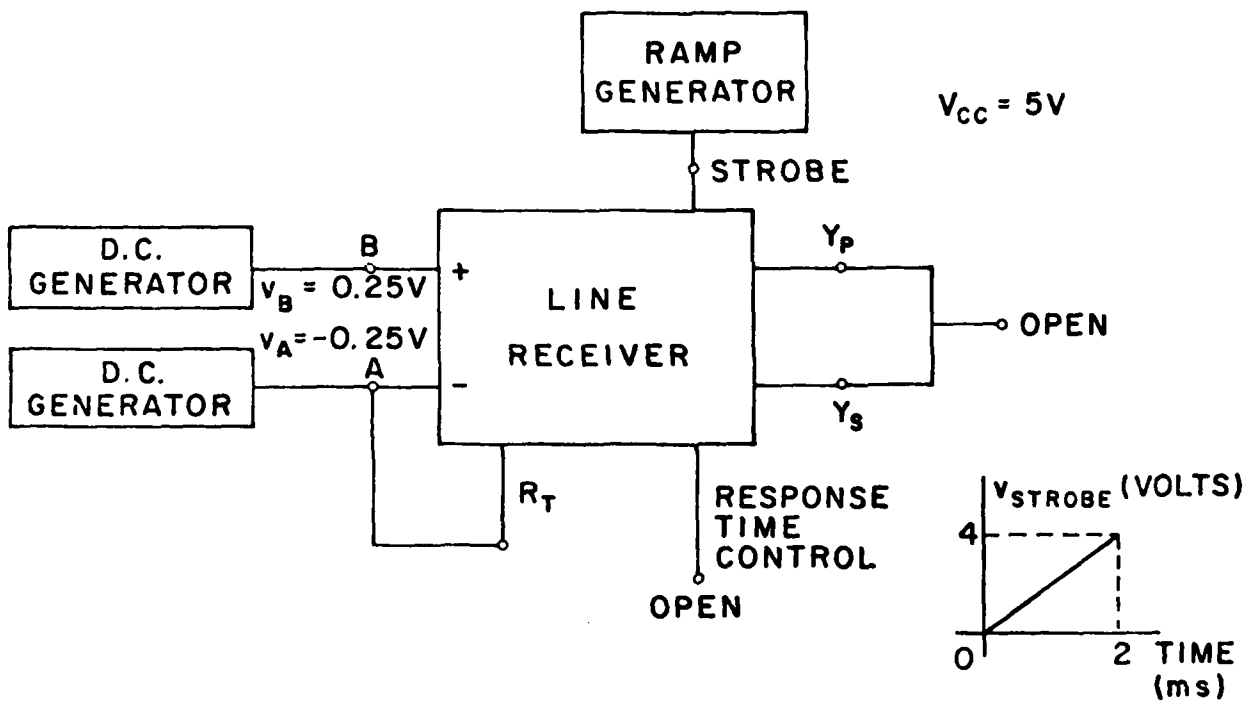 RAMP
GENERATOR
V_CC = 5V
STROBE
D.C.
GENERATOR
B
v_B = 0.25V
+
LINE
RECEIVER
Y_P
OPEN
v_A = -0.25V
D.C.
GENERATOR
A
-
Y_S
R_T
RESPONSE
TIME
CONTROL
OPEN
v_STROBE (VOLTS)
4
0
2
TIME
(ms)